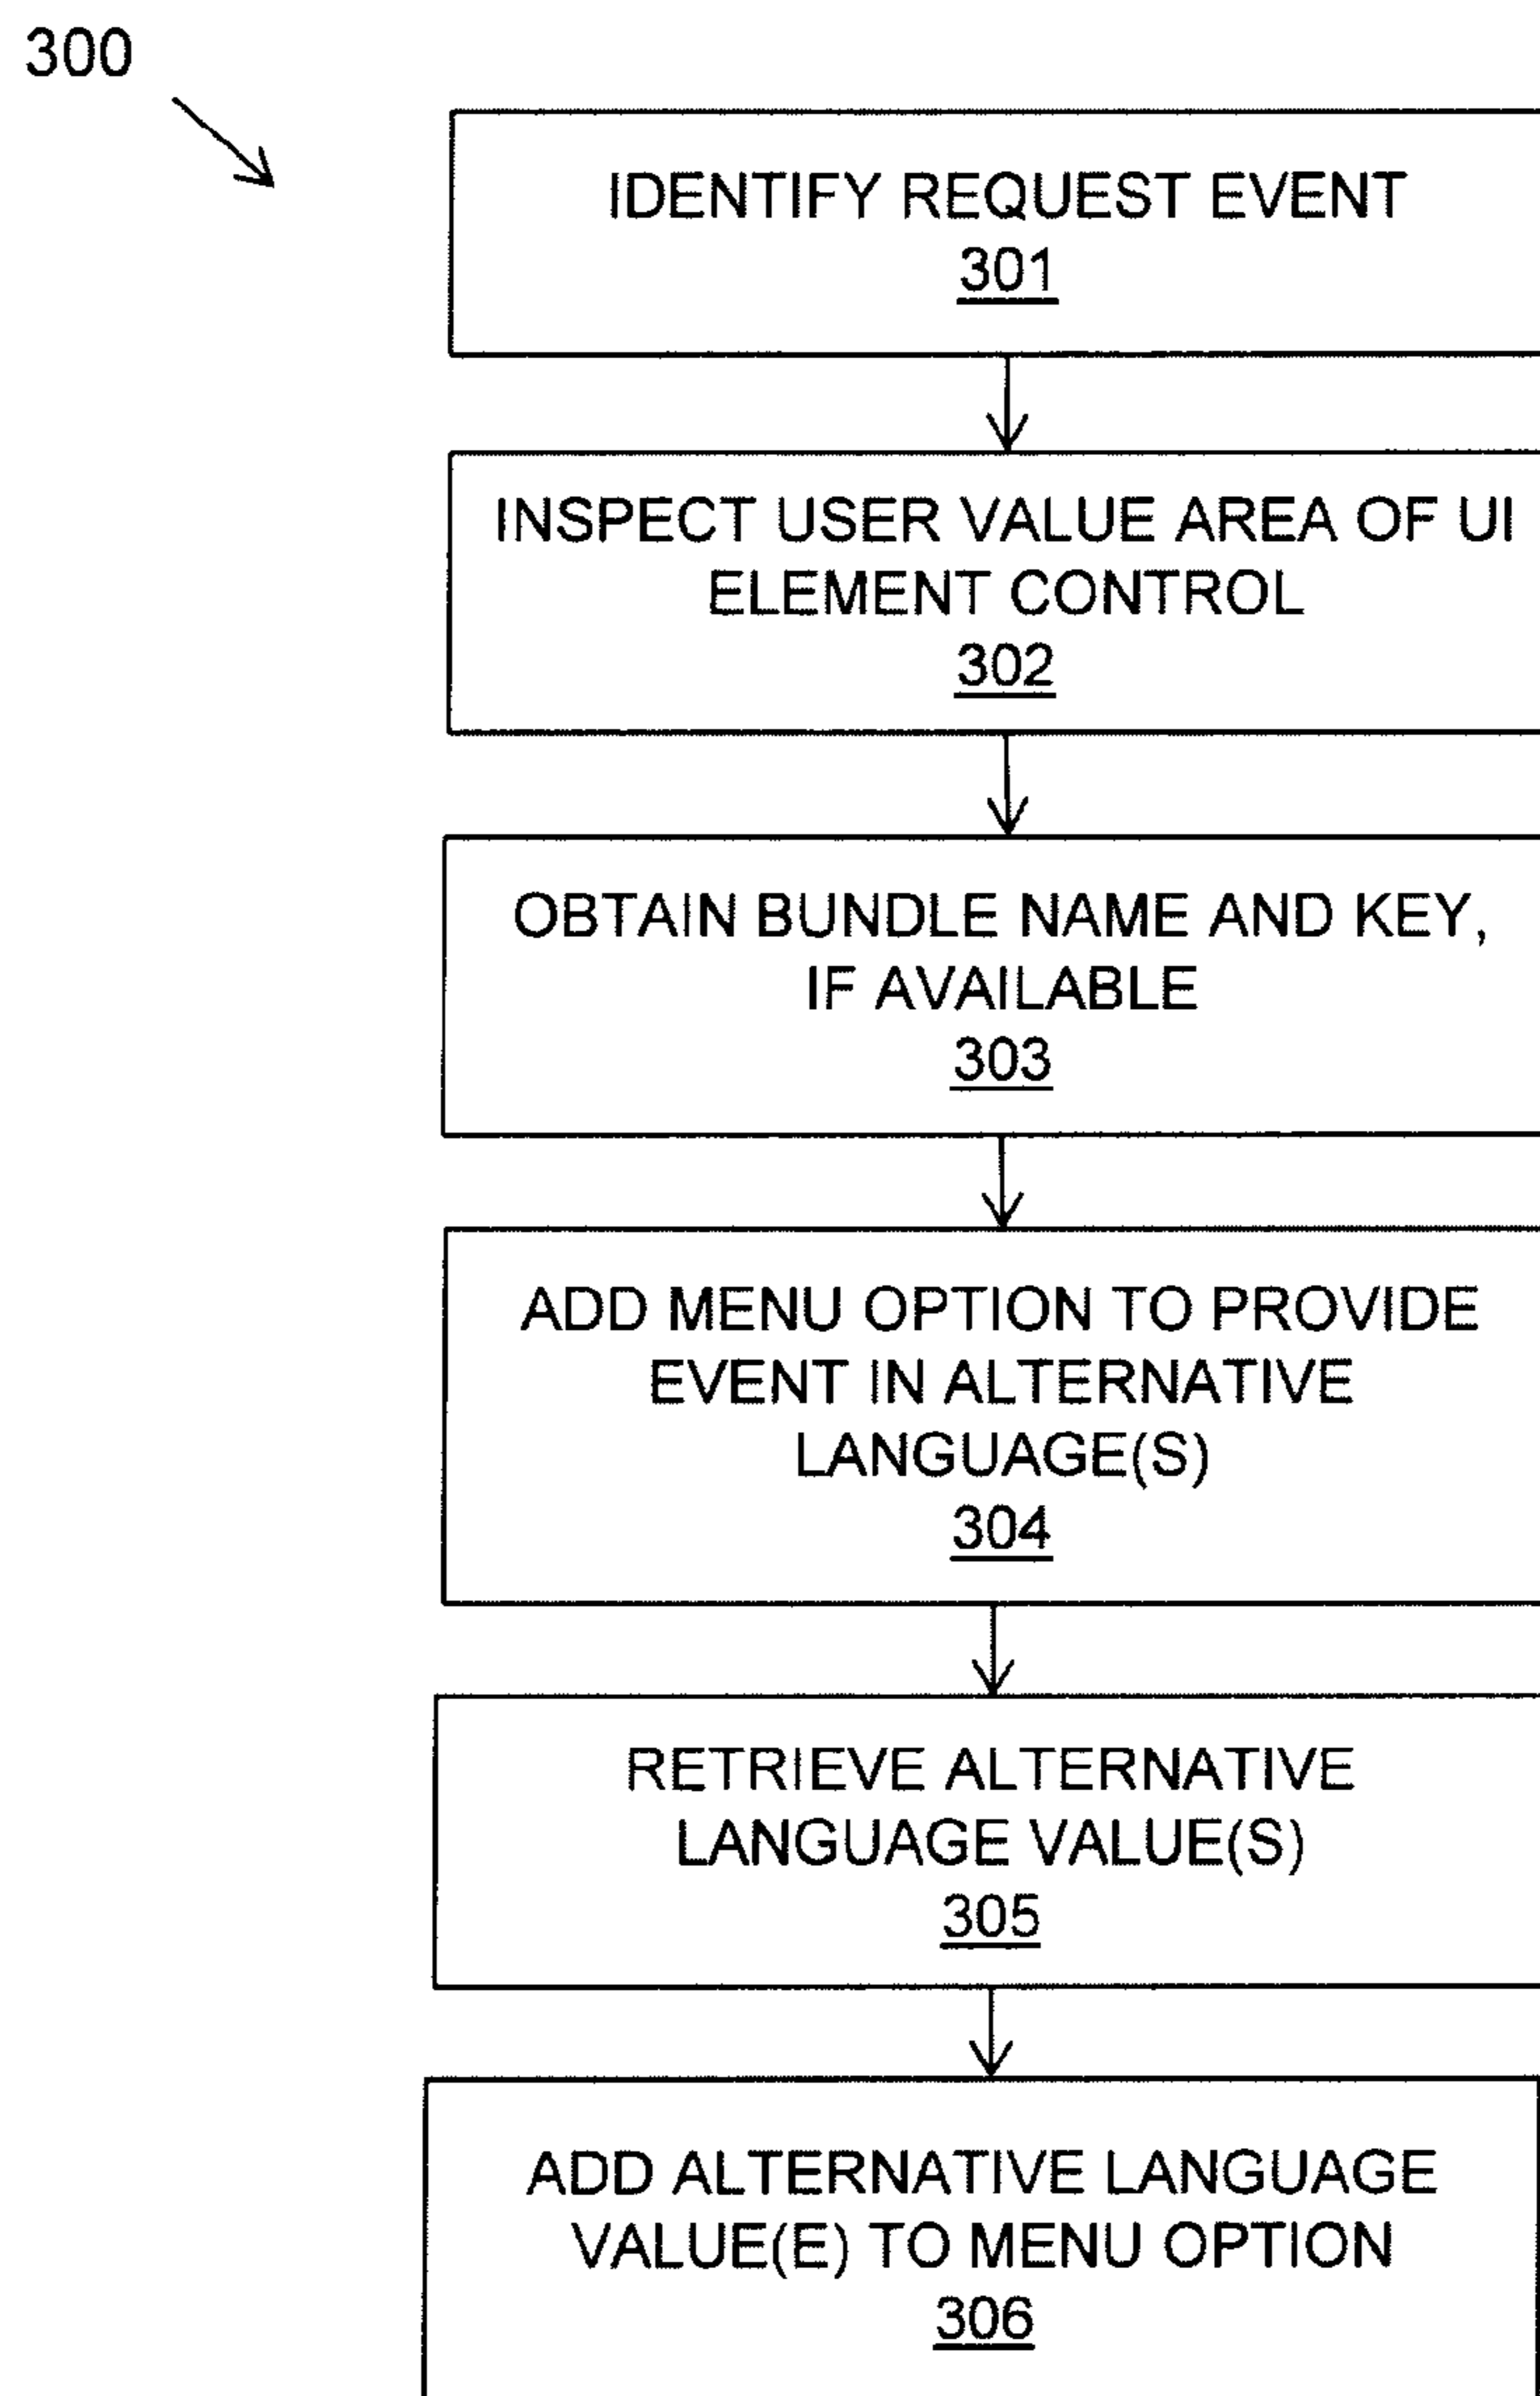 300
IDENTIFY REQUEST EVENT
301
INSPECT USER VALUE AREA OF UI
ELEMENT CONTROL
302
OBTAIN BUNDLE NAME AND KEY,
IF AVAILABLE
303
ADD MENU OPTION TO PROVIDE
EVENT IN ALTERNATIVE
LANGUAGE(S)
304
RETRIEVE ALTERNATIVE
LANGUAGE VALUE(S)
305
ADD ALTERNATIVE LANGUAGE
VALUE(E) TO MENU OPTION
306